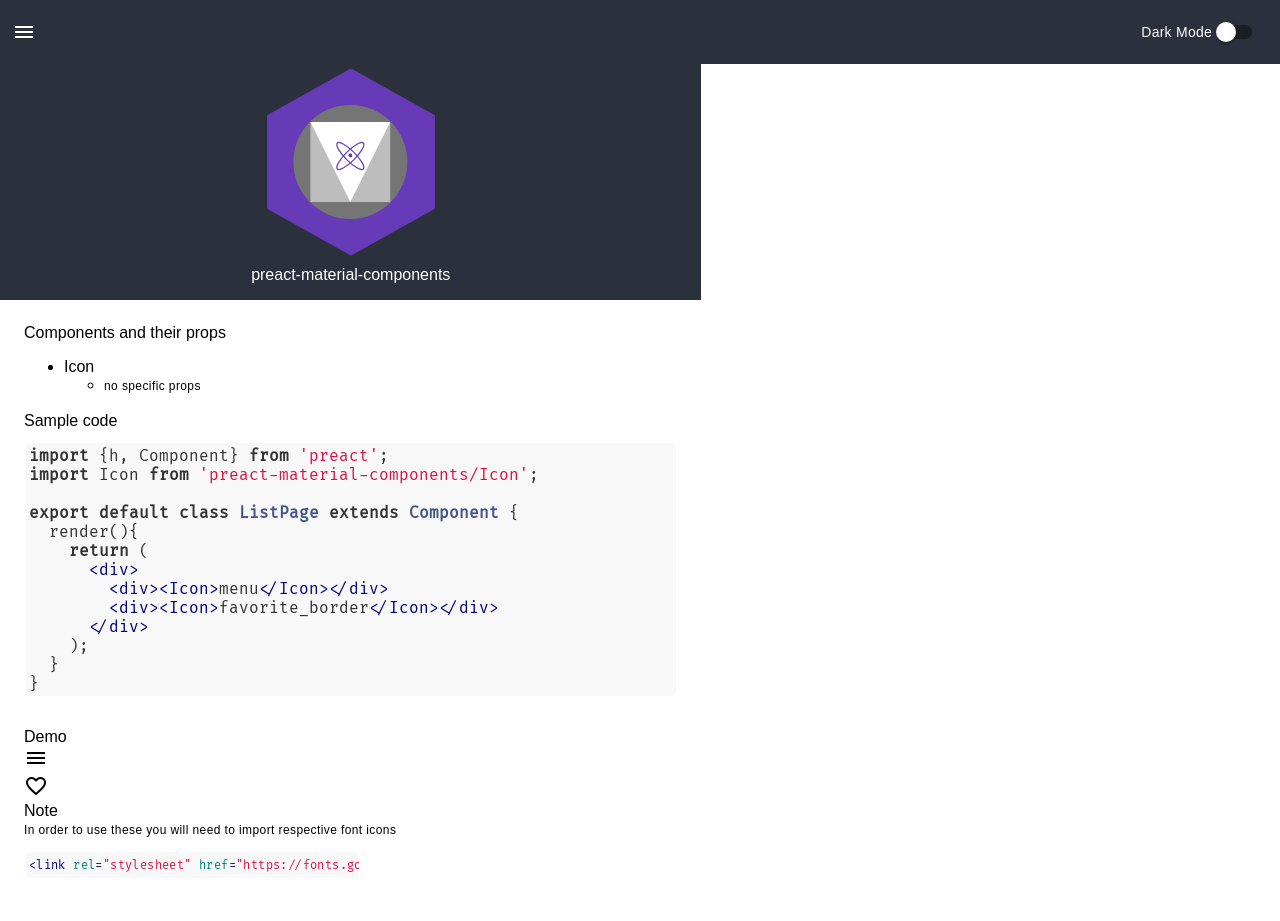 Dark Mode
preact-material-components
Components and their props
Icon
no specific props
Sample code
import {h, Component} from 'preact';
import Icon from 'preact-material-components/Icon';
export default class ListPage extends Component {
render(){
return (
<div>
<div><Icon>menu</Icon></div>
<div><Icon>favorite_border</Icon></div>
</div>
);
}
}
Demo
Note
In order to use these you will need to import respective font icons
<link rel="stylesheet" href="https://fonts.go